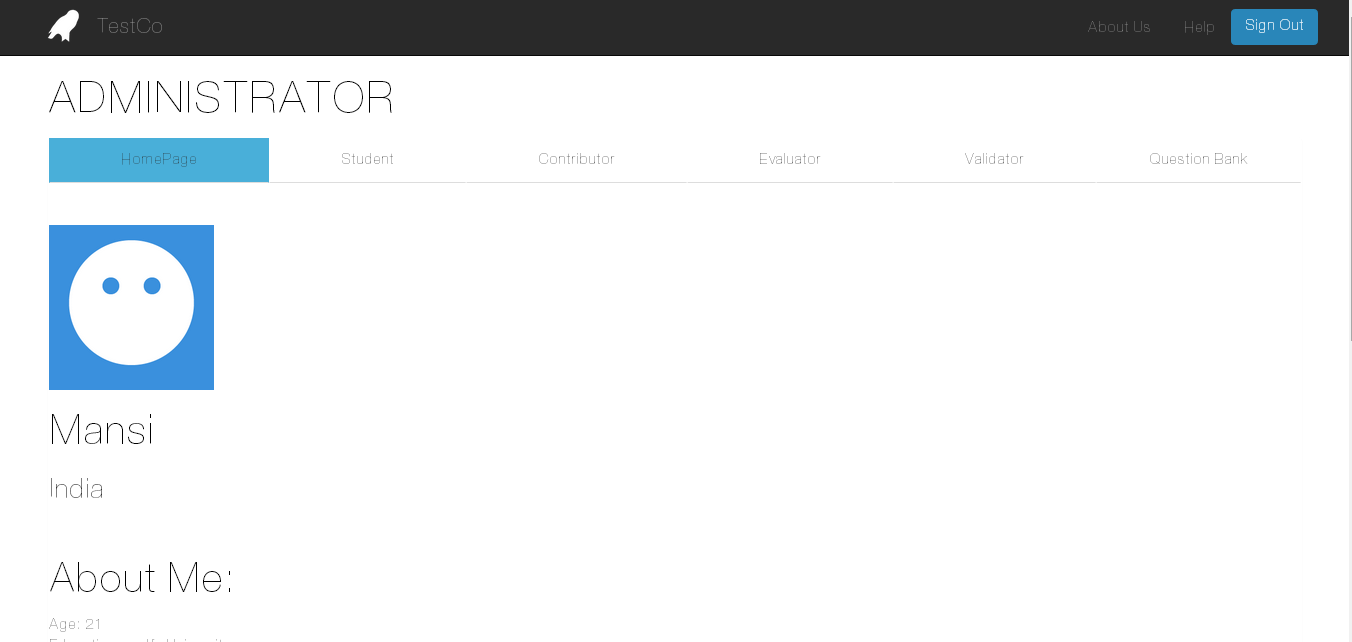 TestCo
About Us Help Sign Out
ADMINISTRATOR
HomePage Student Contributor Evaluator Validator Question Bank
Mansi
India
About Me:
Age: 21